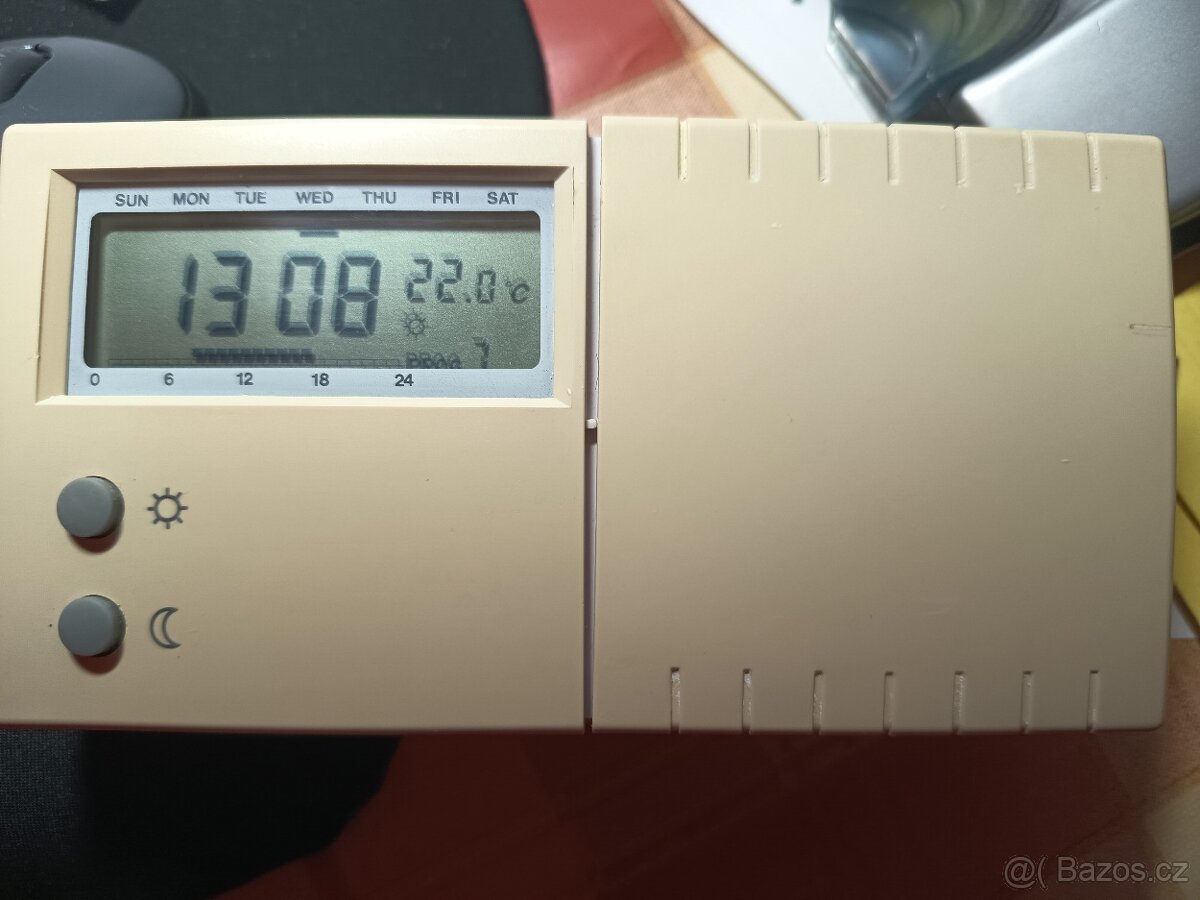 SUN MON TUE WED THU FRI SAT
13 08 22.0 °C
PROG 7
0 6 12 18 24
@( Bazos.cz